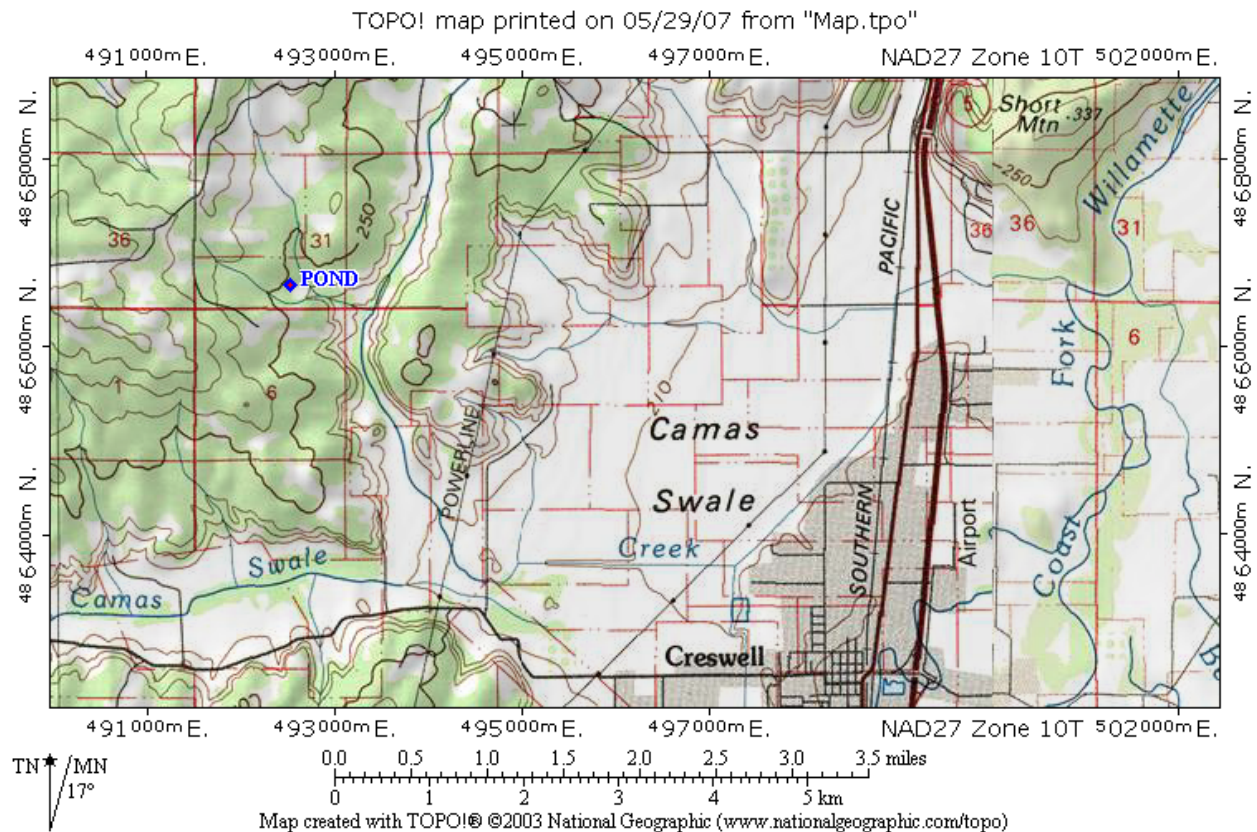 TOPO! map printed on 05/29/07 from "Map.tpo"
491000m E. 493000m E. 495000m E. 497000m E. NAD27 Zone 10T 502000m E.
4868000m N.
4866000m N.
4864000m N.
4868000m N.
4866000m N.
4864000m N.
5
Short
Mtn
.337
250
Willamette
36
31
250
36
36
31
POND
PACIFIC
1
6
210
Fork
6
POWERLINE
Camas
Swale
Creek
SOUTHERN
Airport
Coast
Swale
Camas
Creswell
491000m E. 493000m E. 495000m E. 497000m E. NAD27 Zone 10T 502000m E.
TN MN
17°
0.0 0.5 1.0 1.5 2.0 2.5 3.0 3.5 miles
0 1 2 3 4 5 km
Map created with TOPO!® ©2003 National Geographic (www.nationalgeographic.com/topo)